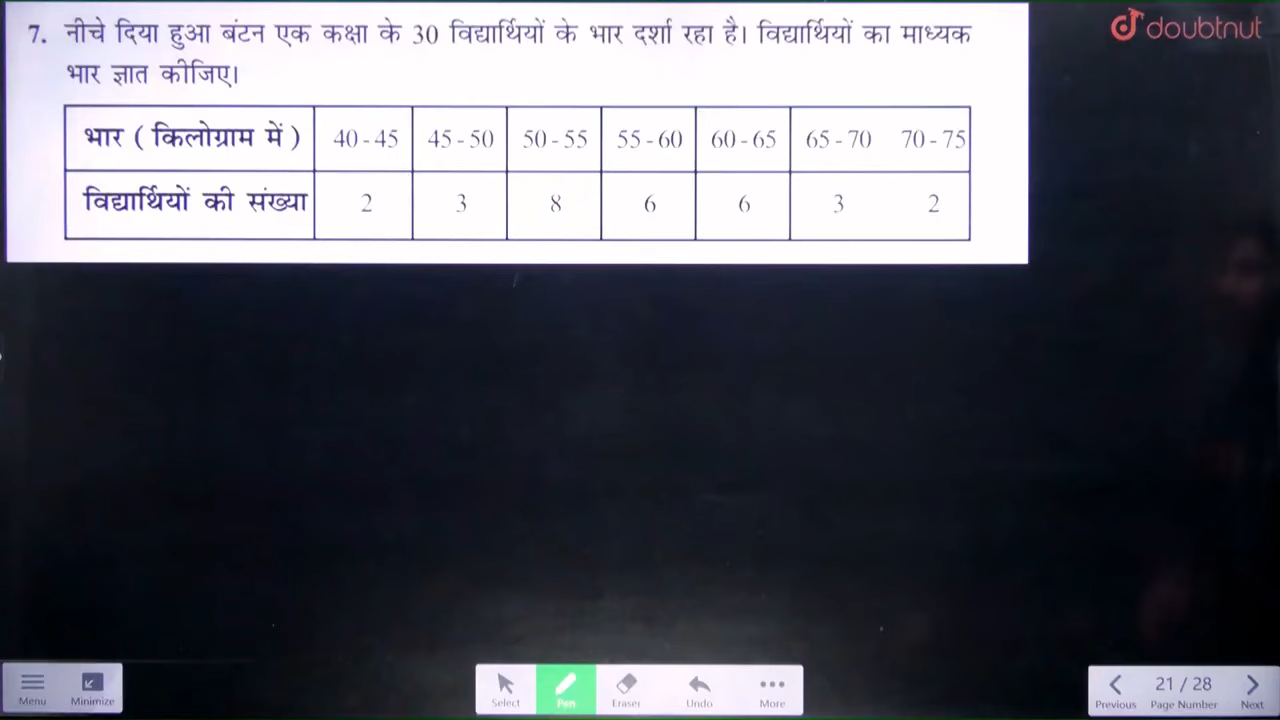 7. नीचे दिया हुआ बंटन एक कक्षा के 30 विद्यार्थियों के भार दर्शा रहा है। विद्यार्थियों का माध्यक
भार ज्ञात कीजिए।
भार ( किलोग्राम में ) 40 - 45 45 - 50 50 - 55 55 - 60 60 - 65 65 - 70 70 - 75
विद्यार्थियों की संख्या 2 3 8 6 6 3 2
doubtnut
Menu Minimize Select Pen Eraser Undo More
21 / 28
Previous Page Number Next